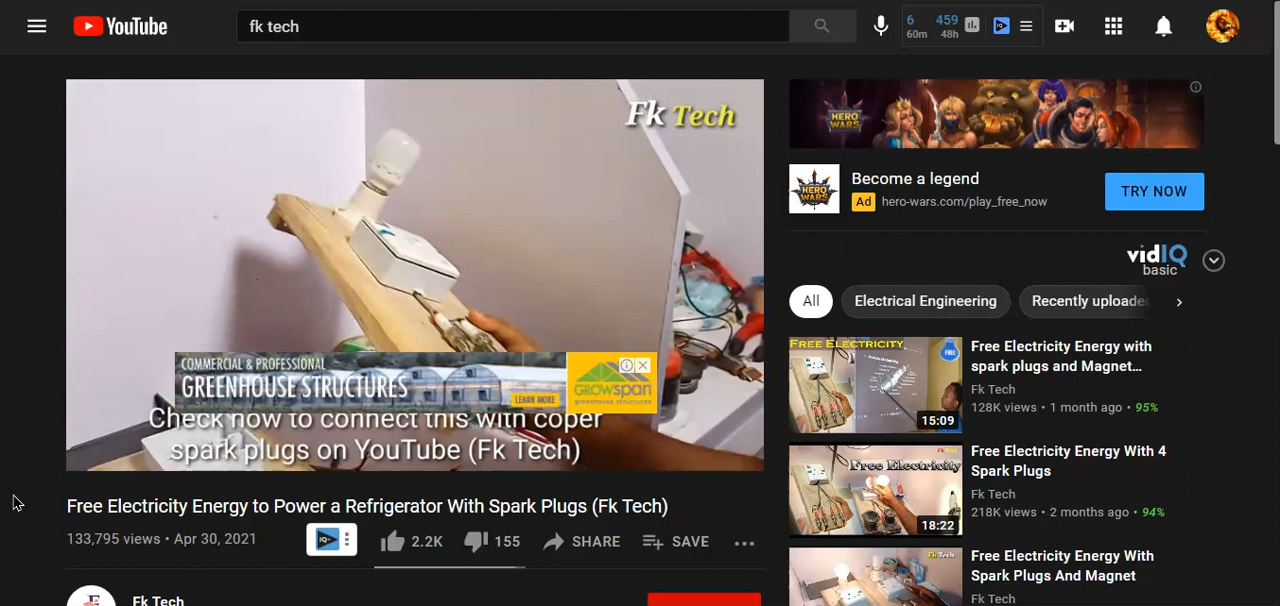 YouTube
fk tech
6 459
60m 48h
Fk Tech
COMMERCIAL & PROFESSIONAL
GREENHOUSE STRUCTURES
LEARN MORE
GROWSPAN
greenhouse structures
Check now to connect this with coper
spark plugs on YouTube (Fk Tech)
Free Electricity Energy to Power a Refrigerator With Spark Plugs (Fk Tech)
133,795 views • Apr 30, 2021
IQ
2.2K
155
SHARE
SAVE
Fk Tech
HERO
WARS
HERO
WARS
Become a legend
Ad hero-wars.com/play_free_now
TRY NOW
vidIQ
basic
All
Electrical Engineering
Recently uploade
FREE ELECTRICITY
15:09
Free Electricity Energy with
spark plugs and Magnet...
Fk Tech
128K views • 1 month ago • 95%
Free Electricity
18:22
Free Electricity Energy With 4
Spark Plugs
Fk Tech
218K views • 2 months ago • 94%
Fk Tech
Free Electricity Energy With
Spark Plugs And Magnet
Fk Tech